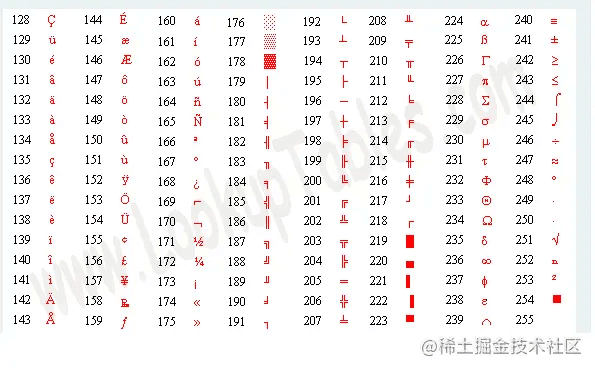 128 Ç 144 É 160 á 176 ░ 192 └ 208 ╨ 224 α 240 ≡
129 ü 145 æ 161 í 177 ▒ 193 ┴ 209 ╤ 225 ß 241 ±
130 é 146 Æ 162 ó 178 ▓ 194 ┬ 210 ╥ 226 Γ 242 ≥
131 â 147 ô 163 ú 179 │ 195 ├ 211 ╙ 227 π 243 ≤
132 ä 148 ö 164 ñ 180 ┤ 196 ─ 212 ╘ 228 Σ 244 ⌠
133 à 149 ò 165 Ñ 181 ╡ 197 ┼ 213 ╒ 229 σ 245 ⌡
134 å 150 û 166 ª 182 ╢ 198 ╞ 214 ╓ 230 µ 246 ÷
135 ç 151 ù 167 º 183 ╖ 199 ╟ 215 ╫ 231 τ 247 ≈
136 ê 152 ÿ 168 ¿ 184 ╕ 200 ╚ 216 ╪ 232 Φ 248 °
137 ë 153 Ö 169 ⌐ 185 ╣ 201 ╔ 217 ┘ 233 Θ 249 ∙
138 è 154 Ü 170 ¬ 186 ║ 202 ╩ 218 ┌ 234 Ω 250 ·
139 ï 155 ¢ 171 ½ 187 ╗ 203 ╦ 219 █ 235 δ 251 √
140 î 156 £ 172 ¼ 188 ╝ 204 ╠ 220 ▄ 236 ∞ 252 ⁿ
141 ì 157 ¥ 173 ¡ 189 ╜ 205 ═ 221 ▌ 237 φ 253 ²
142 Ä 158 ₧ 174 « 190 ╛ 206 ╬ 222 ▐ 238 ε 254 ■
143 Å 159 ƒ 175 » 191 ┐ 207 ╧ 223 ▀ 239 ∩ 255
www.LookupTables.com
@稀土掘金技术社区